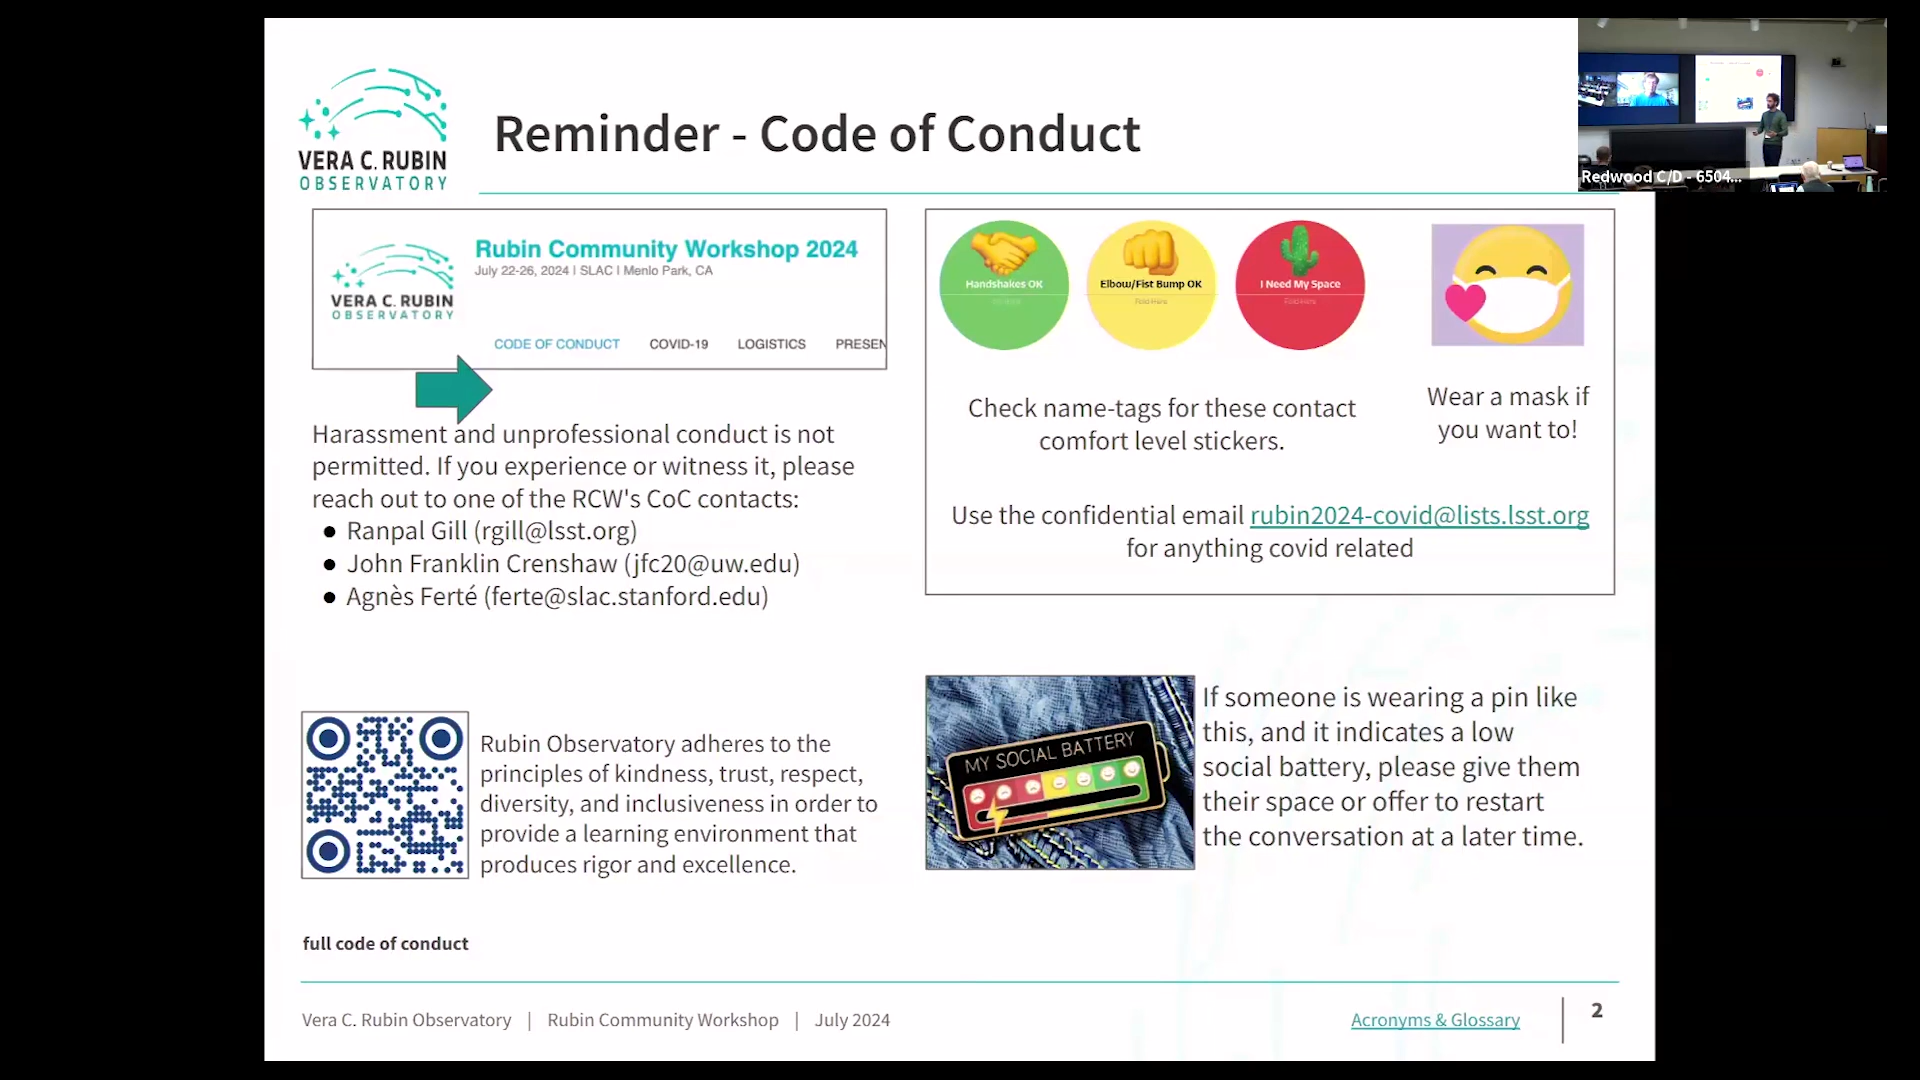 Reminder - Code of Conduct
VERA C. RUBIN
OBSERVATORY
Redwood C/D - 6504...
Rubin Community Workshop 2024
July 22-26, 2024 | SLAC | Menlo Park, CA
VERA C. RUBIN
OBSERVATORY
CODE OF CONDUCT COVID-19 LOGISTICS PRESEN
Harassment and unprofessional conduct is not
permitted. If you experience or witness it, please
reach out to one of the RCW's CoC contacts:
● Ranpal Gill (rgill@lsst.org)
● John Franklin Crenshaw (jfc20@uw.edu)
● Agnès Ferté (ferte@slac.stanford.edu)
Handshakes OK
Elbow/Fist Bump OK
Fold Here
I Need My Space
Fold Here
Check name-tags for these contact
comfort level stickers.
Wear a mask if
you want to!
Use the confidential email rubin2024-covid@lists.lsst.org
for anything covid related
Rubin Observatory adheres to the
principles of kindness, trust, respect,
diversity, and inclusiveness in order to
provide a learning environment that
produces rigor and excellence.
full code of conduct
MY SOCIAL BATTERY
If someone is wearing a pin like
this, and it indicates a low
social battery, please give them
their space or offer to restart
the conversation at a later time.
Vera C. Rubin Observatory | Rubin Community Workshop | July 2024
Acronyms & Glossary
2